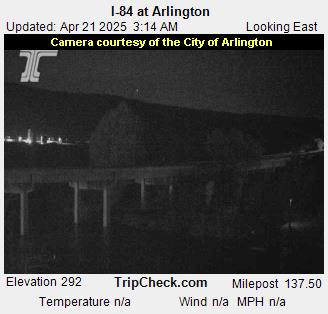 I-84 at Arlington
Updated: Apr 21 2025 3:14 AM Looking East
Camera courtesy of the City of Arlington
Elevation 292 TripCheck.com Milepost 137.50
Temperature n/a Wind n/a MPH n/a